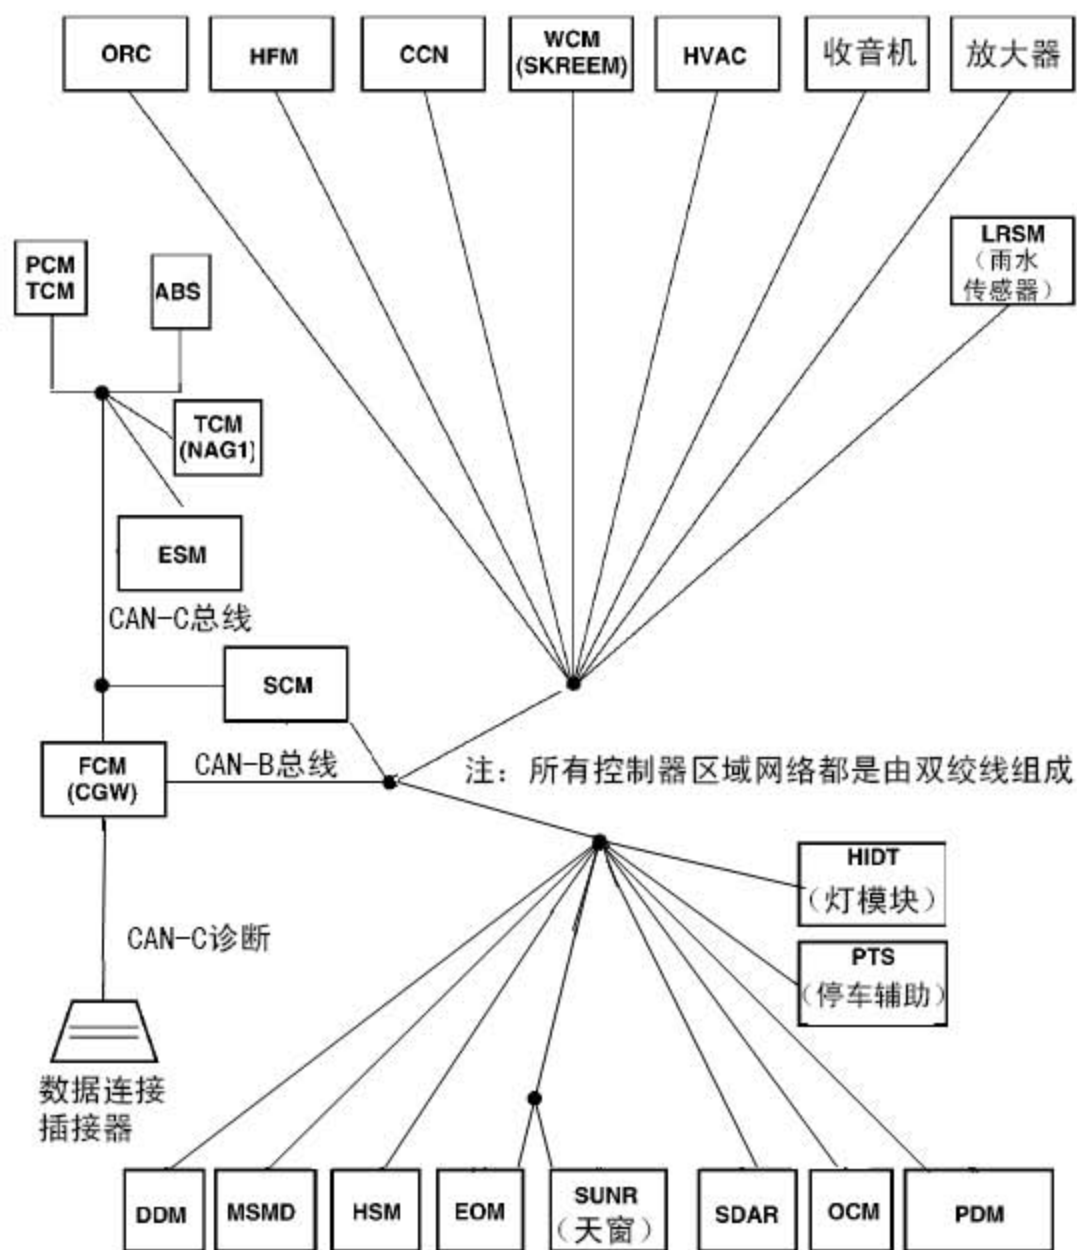 ORC
HFM
CCN
WCM
(SKREEM)
HVAC
收音机
放大器
LRSM
（雨水
传感器）
PCM
TCM
ABS
TCM
(NAG1)
ESM
CAN-C总线
SCM
FCM
(CGW)
CAN-B总线
注：所有控制器区域网络都是由双绞线组成
HIDT
（灯模块）
PTS
（停车辅助）
CAN-C诊断
数据连接
插接器
DDM
MSMD
HSM
EOM
SUNR
（天窗）
SDAR
OCM
PDM